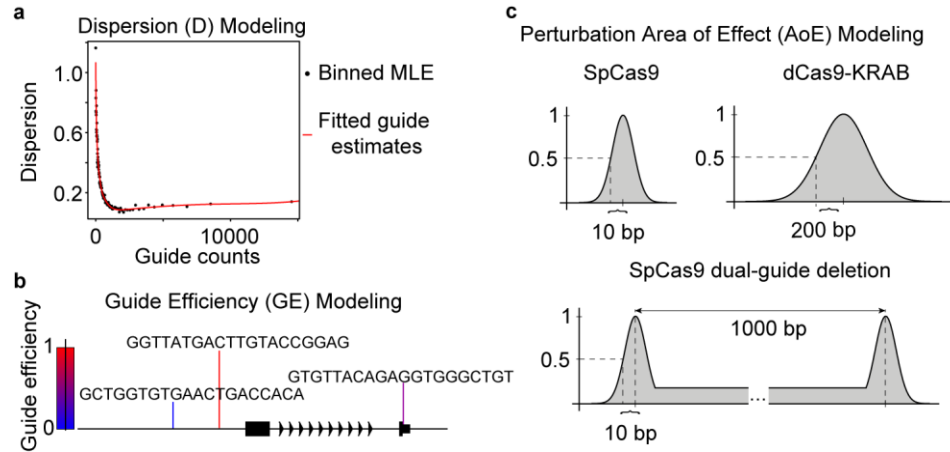 a
Dispersion (D) Modeling
1.0
0.6
0.2
Dispersion
0
10000
Guide counts
Binned MLE
Fitted guide
estimates
b
Guide Efficiency (GE) Modeling
Guide efficiency
1
0
GGTTATGACTTGTACCGGAG
GTGTTACAGAGGTGGGCTGT
GCTGGTGTGAACTGACCACA
c
Perturbation Area of Effect (AoE) Modeling
SpCas9
1
0.5
10 bp
dCas9-KRAB
1
0.5
200 bp
SpCas9 dual-guide deletion
1
0.5
1000 bp
...
10 bp